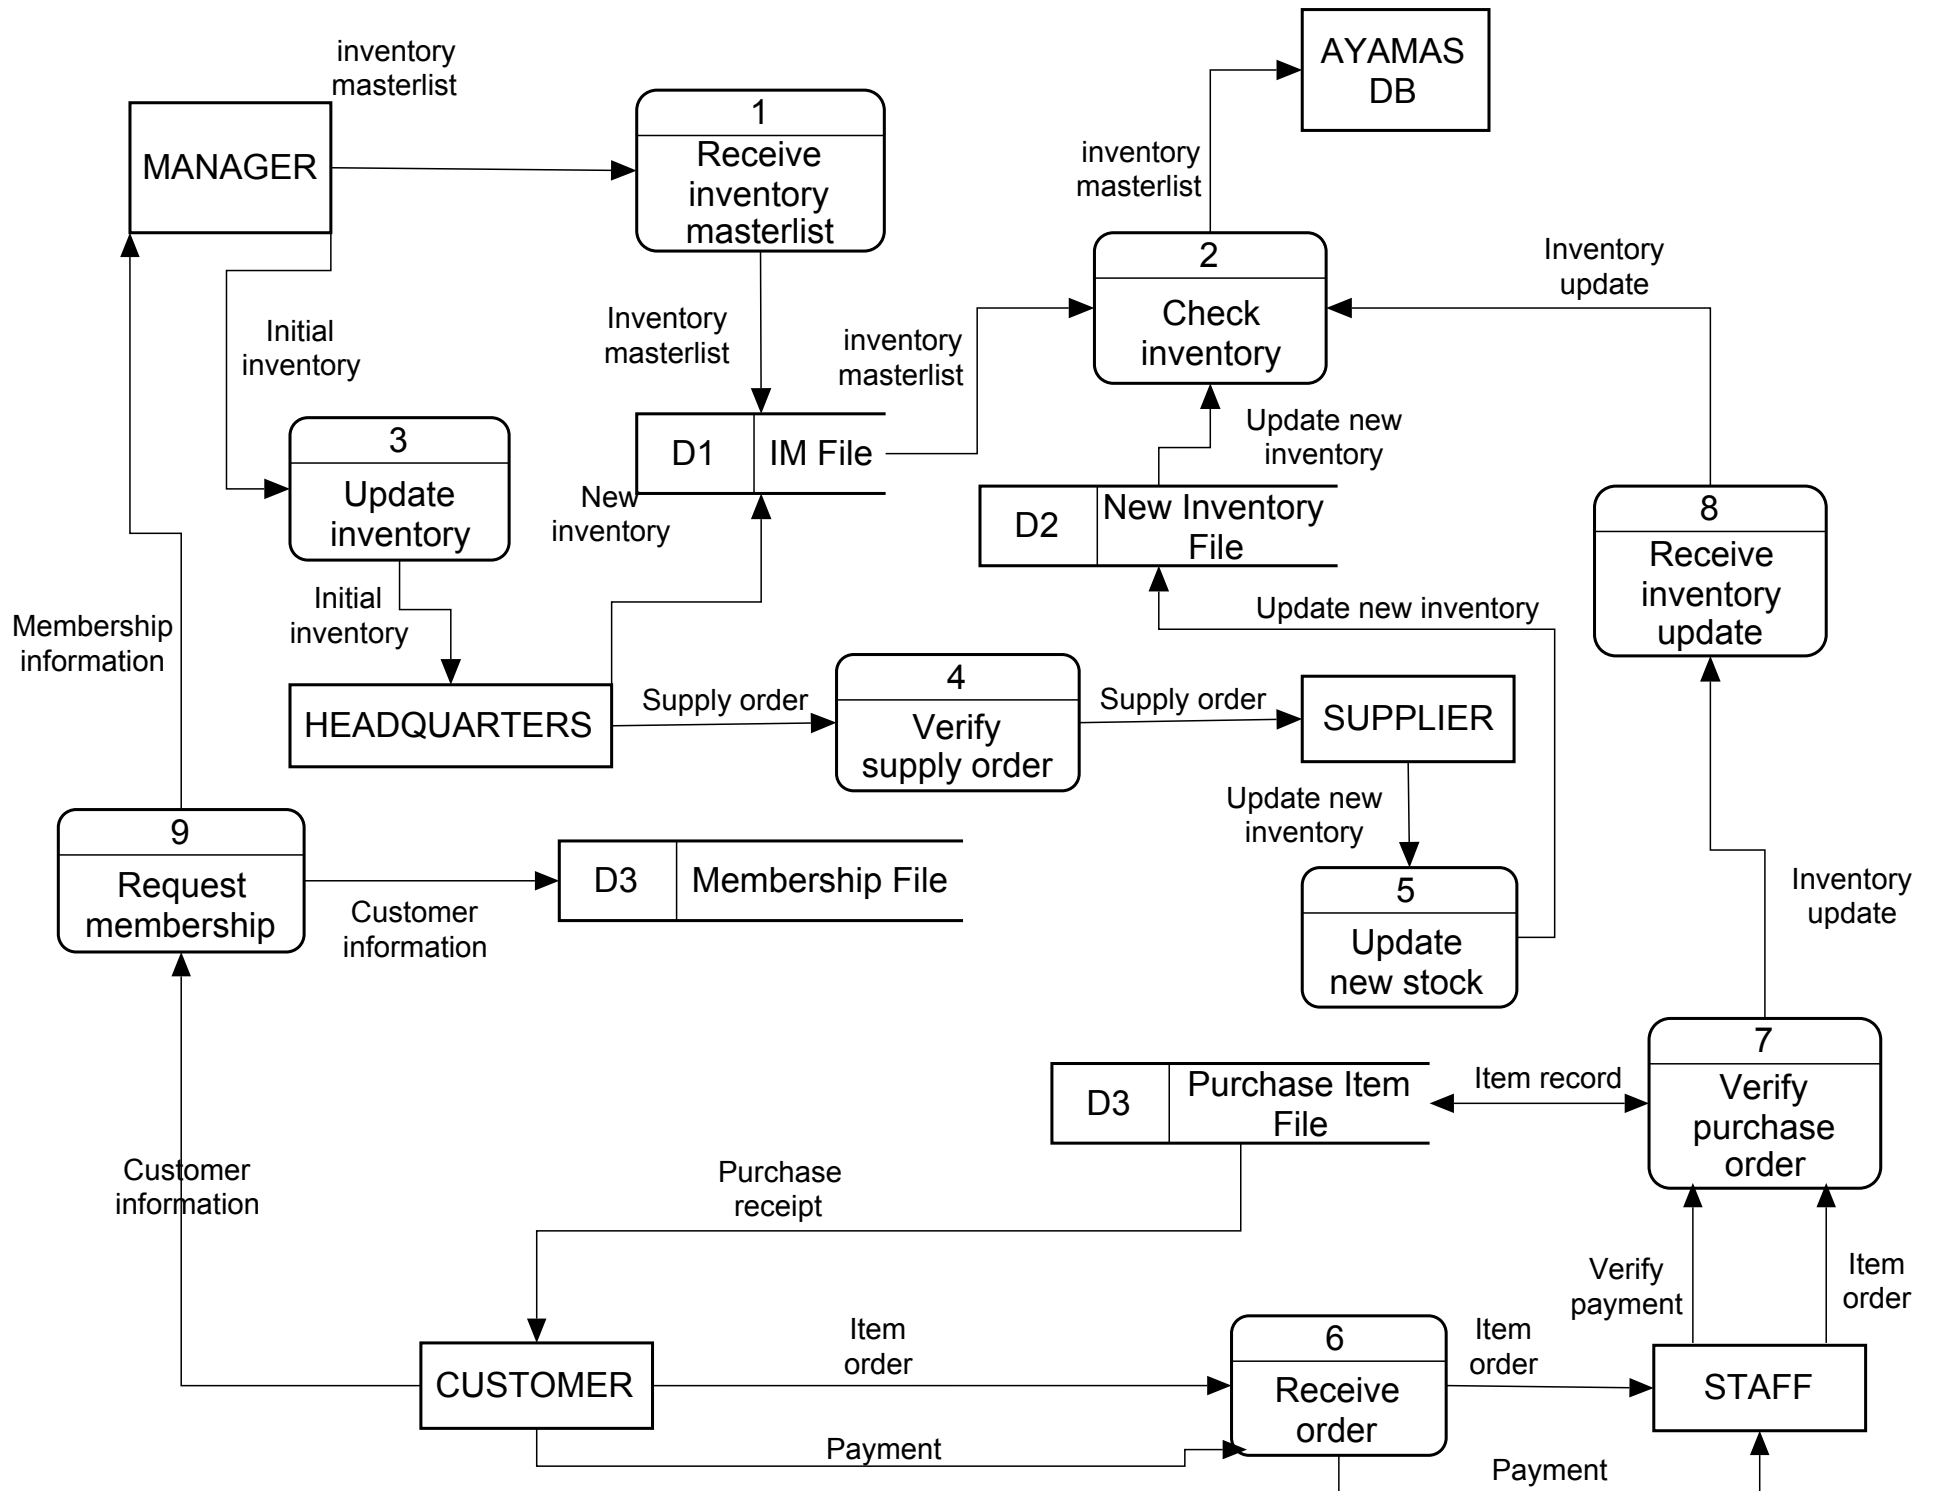 inventory
masterlist
AYAMAS
DB
MANAGER
1
Receive
inventory
masterlist
inventory
masterlist
2
Check
inventory
Inventory
update
Initial
inventory
Inventory
masterlist
inventory
masterlist
3
Update
inventory
D1
IM File
New
inventory
Update new
inventory
D2
New Inventory
File
8
Receive
inventory
update
Initial
inventory
Membership
information
Update new inventory
HEADQUARTERS
Supply order
4
Verify
supply order
Supply order
SUPPLIER
Update new
inventory
9
Request
membership
Customer
information
D3
Membership File
5
Update
new stock
Inventory
update
7
Verify
purchase
order
D3
Purchase Item
File
Item record
Customer
information
Purchase
receipt
Verify
payment
Item
order
CUSTOMER
Item
order
6
Receive
order
Item
order
STAFF
Payment
Payment